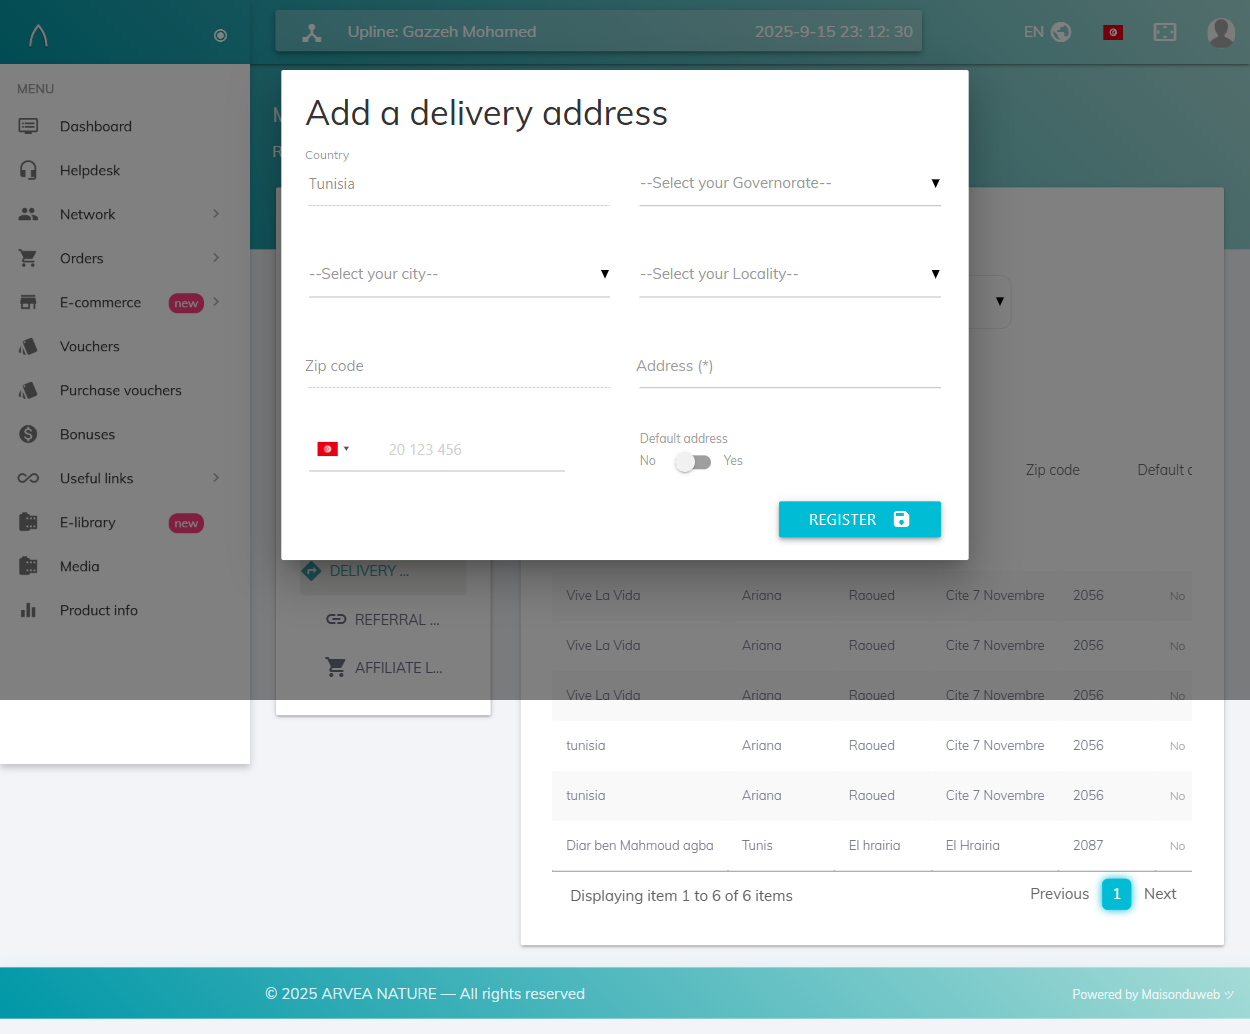 Upline: Gazzeh Mohamed
2025-9-15 23: 12: 30
EN
MENU
Dashboard
Helpdesk
Network
Orders
E-commerce new
Vouchers
Purchase vouchers
Bonuses
Useful links
E-library new
Media
Product info
Add a delivery address
Country
Tunisia
--Select your Governorate--
--Select your city--
--Select your Locality--
Zip code
Address (*)
20 123 456
Default address
No Yes
REGISTER
Zip code
DELIVERY ...
REFERRAL ...
AFFILIATE L...
Vive La Vida Ariana Raoued Cite 7 Novembre 2056 No
Vive La Vida Ariana Raoued Cite 7 Novembre 2056 No
Vive La Vida Ariana Raoued Cite 7 Novembre 2056 No
tunisia Ariana Raoued Cite 7 Novembre 2056 No
tunisia Ariana Raoued Cite 7 Novembre 2056 No
Diar ben Mahmoud agba Tunis El hrairia El Hrairia 2087 No
Displaying item 1 to 6 of 6 items
Previous 1 Next
© 2025 ARVEA NATURE — All rights reserved
Powered by Maisonduweb ツ